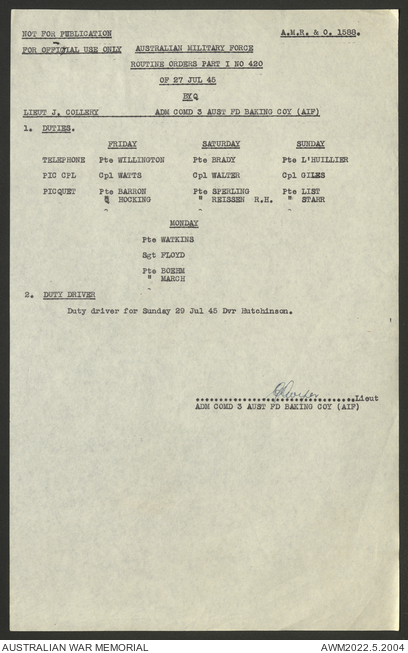 NOT FOR PUBLICATION A.M.R. & O. 1588.
FOR OFFICIAL USE ONLY AUSTRALIAN MILITARY FORCE
ROUTINE ORDERS PART I NO 420
OF 27 JUL 45
BY
LIEUT J. COLLERY ADM COMD 3 AUST FD BAKING COY (AIF)
1. DUTIES.
FRIDAY SATURDAY SUNDAY
TELEPHONE Pte WILLINGTON Pte BRADY Pte L'HUILLIER
PIC CPL Cpl WATTS Cpl WALTER Cpl GILES
PICQUET Pte BARRON Pte SPERLING Pte LIST
" HOCKING " REISSEN R.H. " STARR
MONDAY
Pte WATKINS
Sgt FLOYD
Pte BOEHM
" MARCH
2. DUTY DRIVER
Duty driver for Sunday 29 Jul 45 Dvr Hutchinson.
Lieut
ADM COMD 3 AUST FD BAKING COY (AIF)
AUSTRALIAN WAR MEMORIAL AWM2022.5.2004